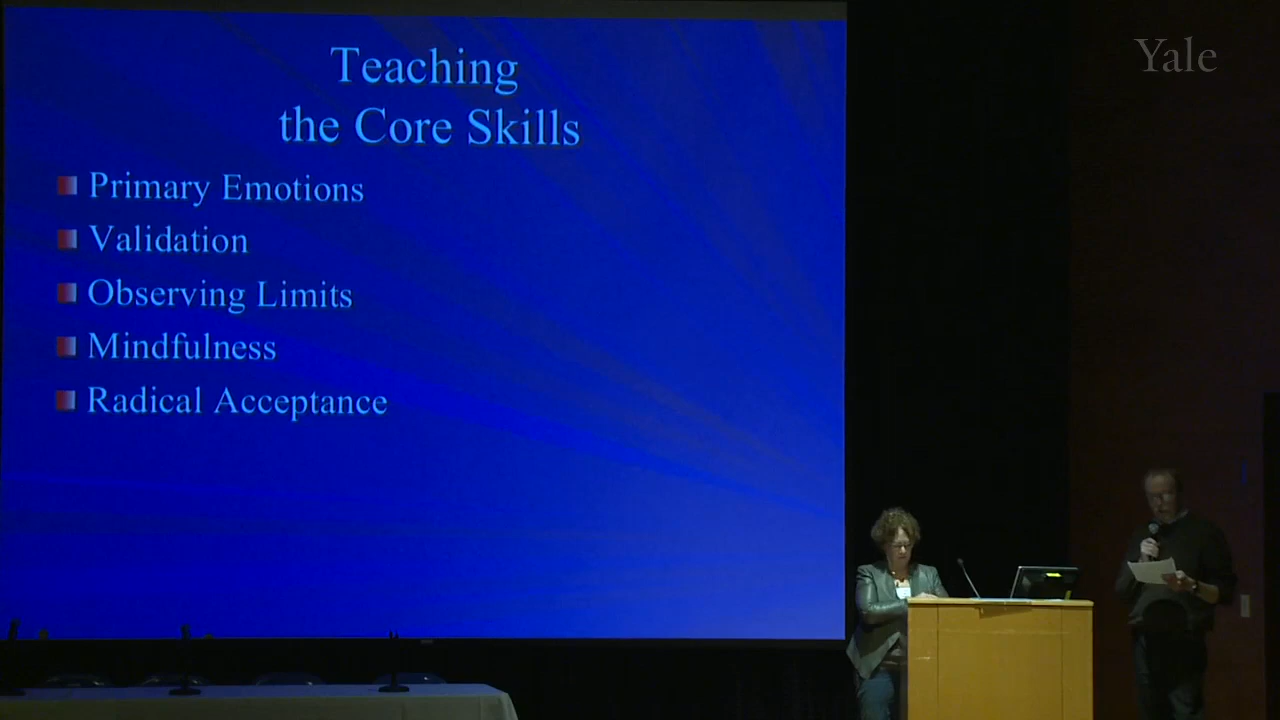 Yale
Teaching
the Core Skills
Primary Emotions
Validation
Observing Limits
Mindfulness
Radical Acceptance